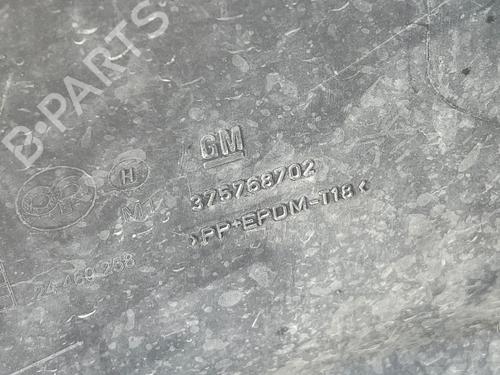 B-PARTS
GM
375768702
>PP+EPDM-T18<
H
M1
24 469 258